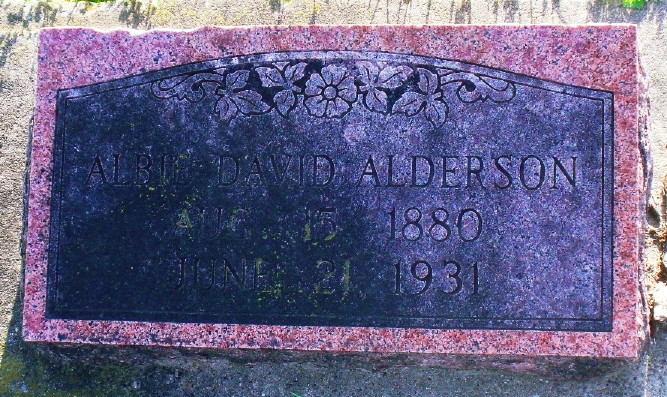 ALBIE DAVID ALDERSON
AUG. 15 1880
JUNE 21 1931